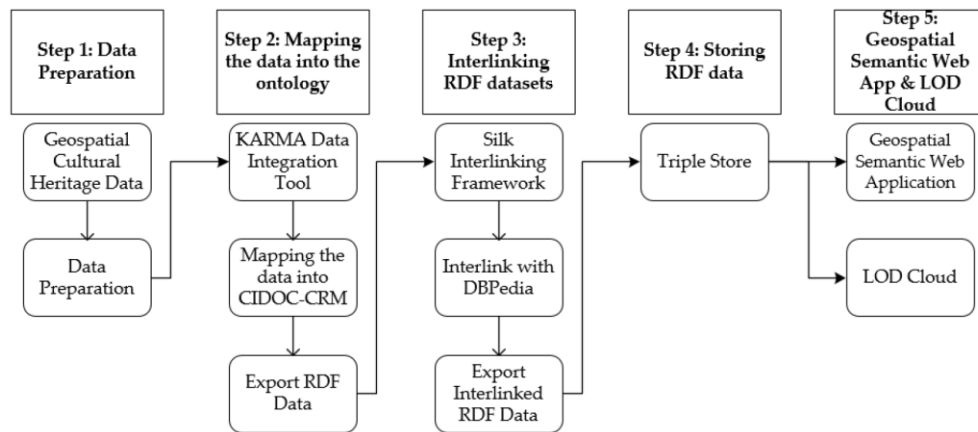 Step 1: Data
Preparation
Step 2: Mapping
the data into the
ontology
Step 3:
Interlinking
RDF datasets
Step 4: Storing
RDF data
Step 5:
Geospatial
Semantic Web
App & LOD
Cloud
Geospatial
Cultural
Heritage Data
Data
Preparation
KARMA Data
Integration
Tool
Mapping the
data into
CIDOC-CRM
Export RDF
Data
Silk
Interlinking
Framework
Interlink with
DBPedia
Export
Interlinked
RDF Data
Triple Store
Geospatial
Semantic Web
Application
LOD Cloud